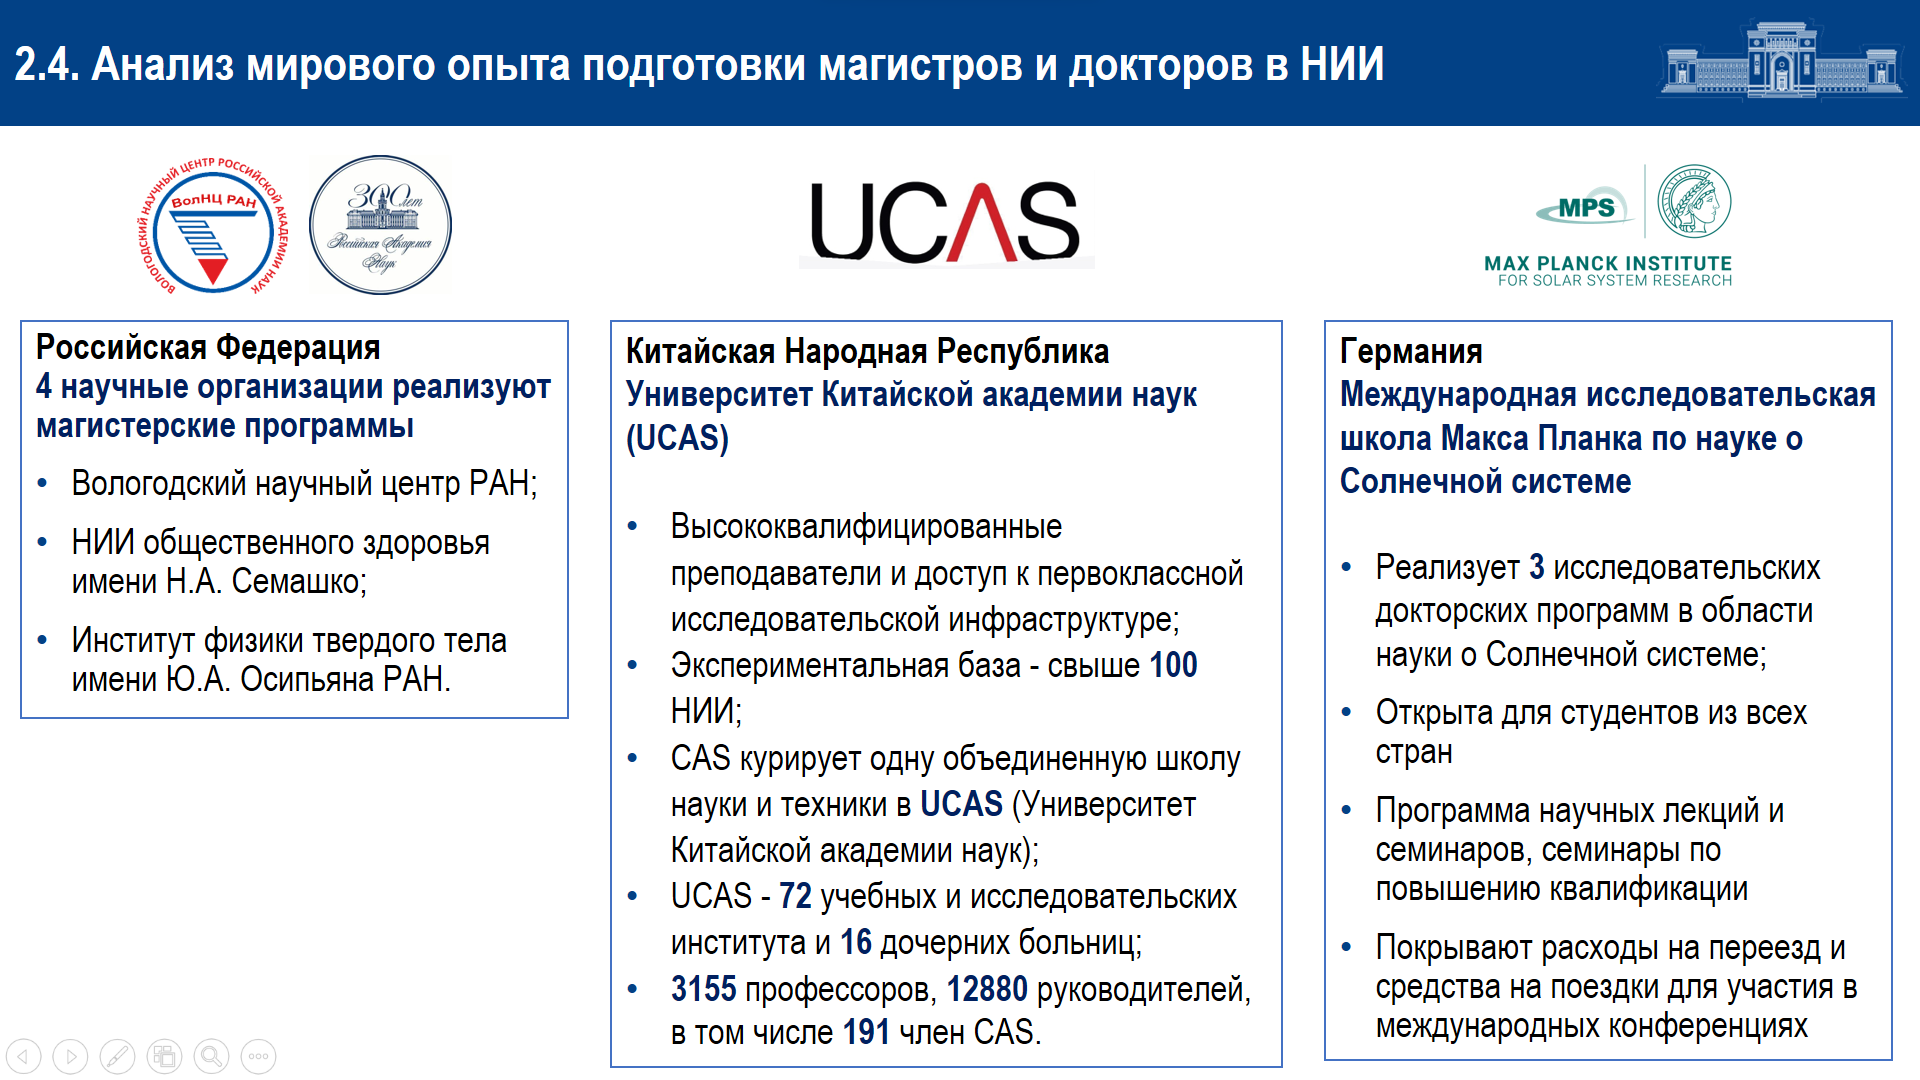 2.4. Анализ мирового опыта подготовки магистров и докторов в НИИ
ВОЛОГОДСКИЙ НАУЧНЫЙ ЦЕНТР РОССИЙСКОЙ АКАДЕМИИ НАУК
ВолНЦ РАН
300 лет
Российская Академия
Наук
UCAS
MPS
MAX PLANCK INSTITUTE
FOR SOLAR SYSTEM RESEARCH
Российская Федерация
4 научные организации реализуют
магистерские программы
• Вологодский научный центр РАН;
• НИИ общественного здоровья
имени Н.А. Семашко;
• Институт физики твердого тела
имени Ю.А. Осипьяна РАН.
Китайская Народная Республика
Университет Китайской академии наук
(UCAS)
• Высококвалифицированные
преподаватели и доступ к первоклассной
исследовательской инфраструктуре;
• Экспериментальная база - свыше 100
НИИ;
• CAS курирует одну объединенную школу
науки и техники в UCAS (Университет
Китайской академии наук);
• UCAS - 72 учебных и исследовательских
института и 16 дочерних больниц;
• 3155 профессоров, 12880 руководителей,
в том числе 191 член CAS.
Германия
Международная исследовательская
школа Макса Планка по науке о
Солнечной системе
• Реализует 3 исследовательских
докторских программ в области
науки о Солнечной системе;
• Открыта для студентов из всех
стран
• Программа научных лекций и
семинаров, семинары по
повышению квалификации
• Покрывают расходы на переезд и
средства на поездки для участия в
международных конференциях